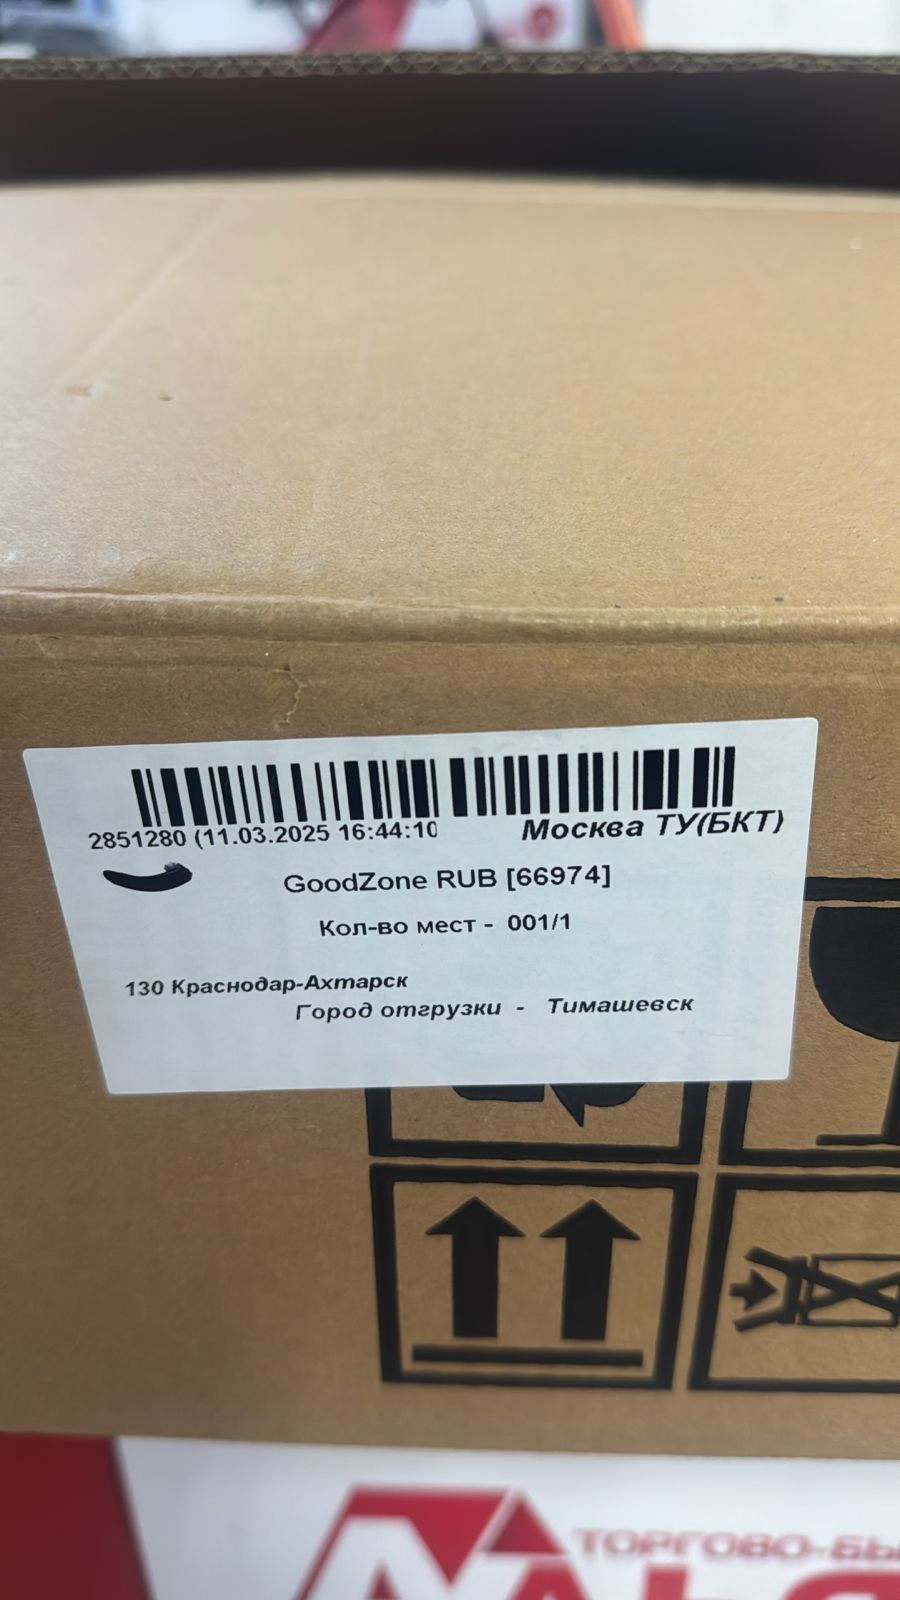 2851280 (11.03.2025 16:44:10
Москва ТУ(БКТ)
GoodZone RUB [66974]
Кол-во мест - 001/1
130 Краснодар-Ахтарск
Город отгрузки - Тимашевск
ТОРГОВО-